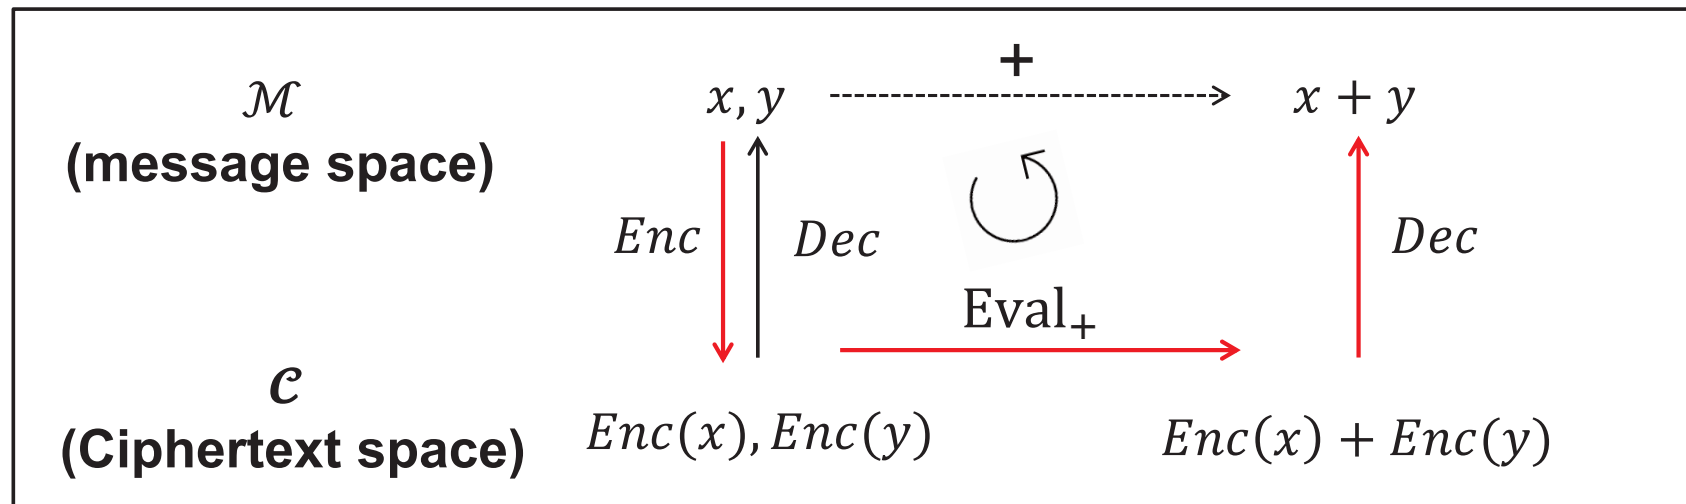 +
ℳ
x, y
x + y
(message space)
Enc
Dec
Dec
Eval₊
𝒞
(Ciphertext space)
Enc(x), Enc(y)
Enc(x) + Enc(y)